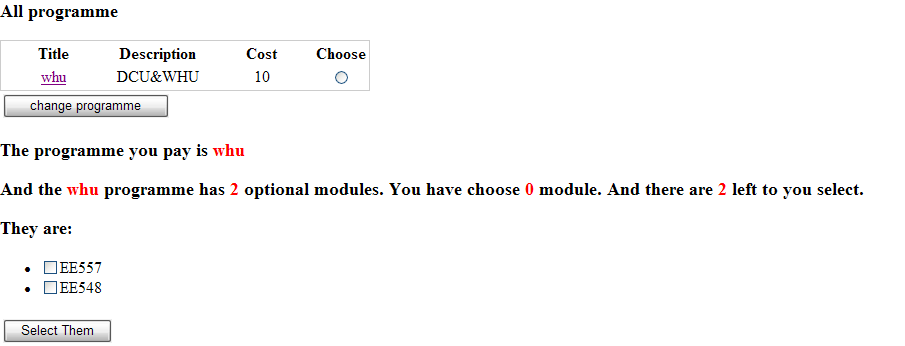 All programme
Title Description Cost Choose
whu DCU&WHU 10
change programme
The programme you pay is whu
And the whu programme has 2 optional modules. You have choose 0 module. And there are 2 left to you select.
They are:
EE557
EE548
Select Them